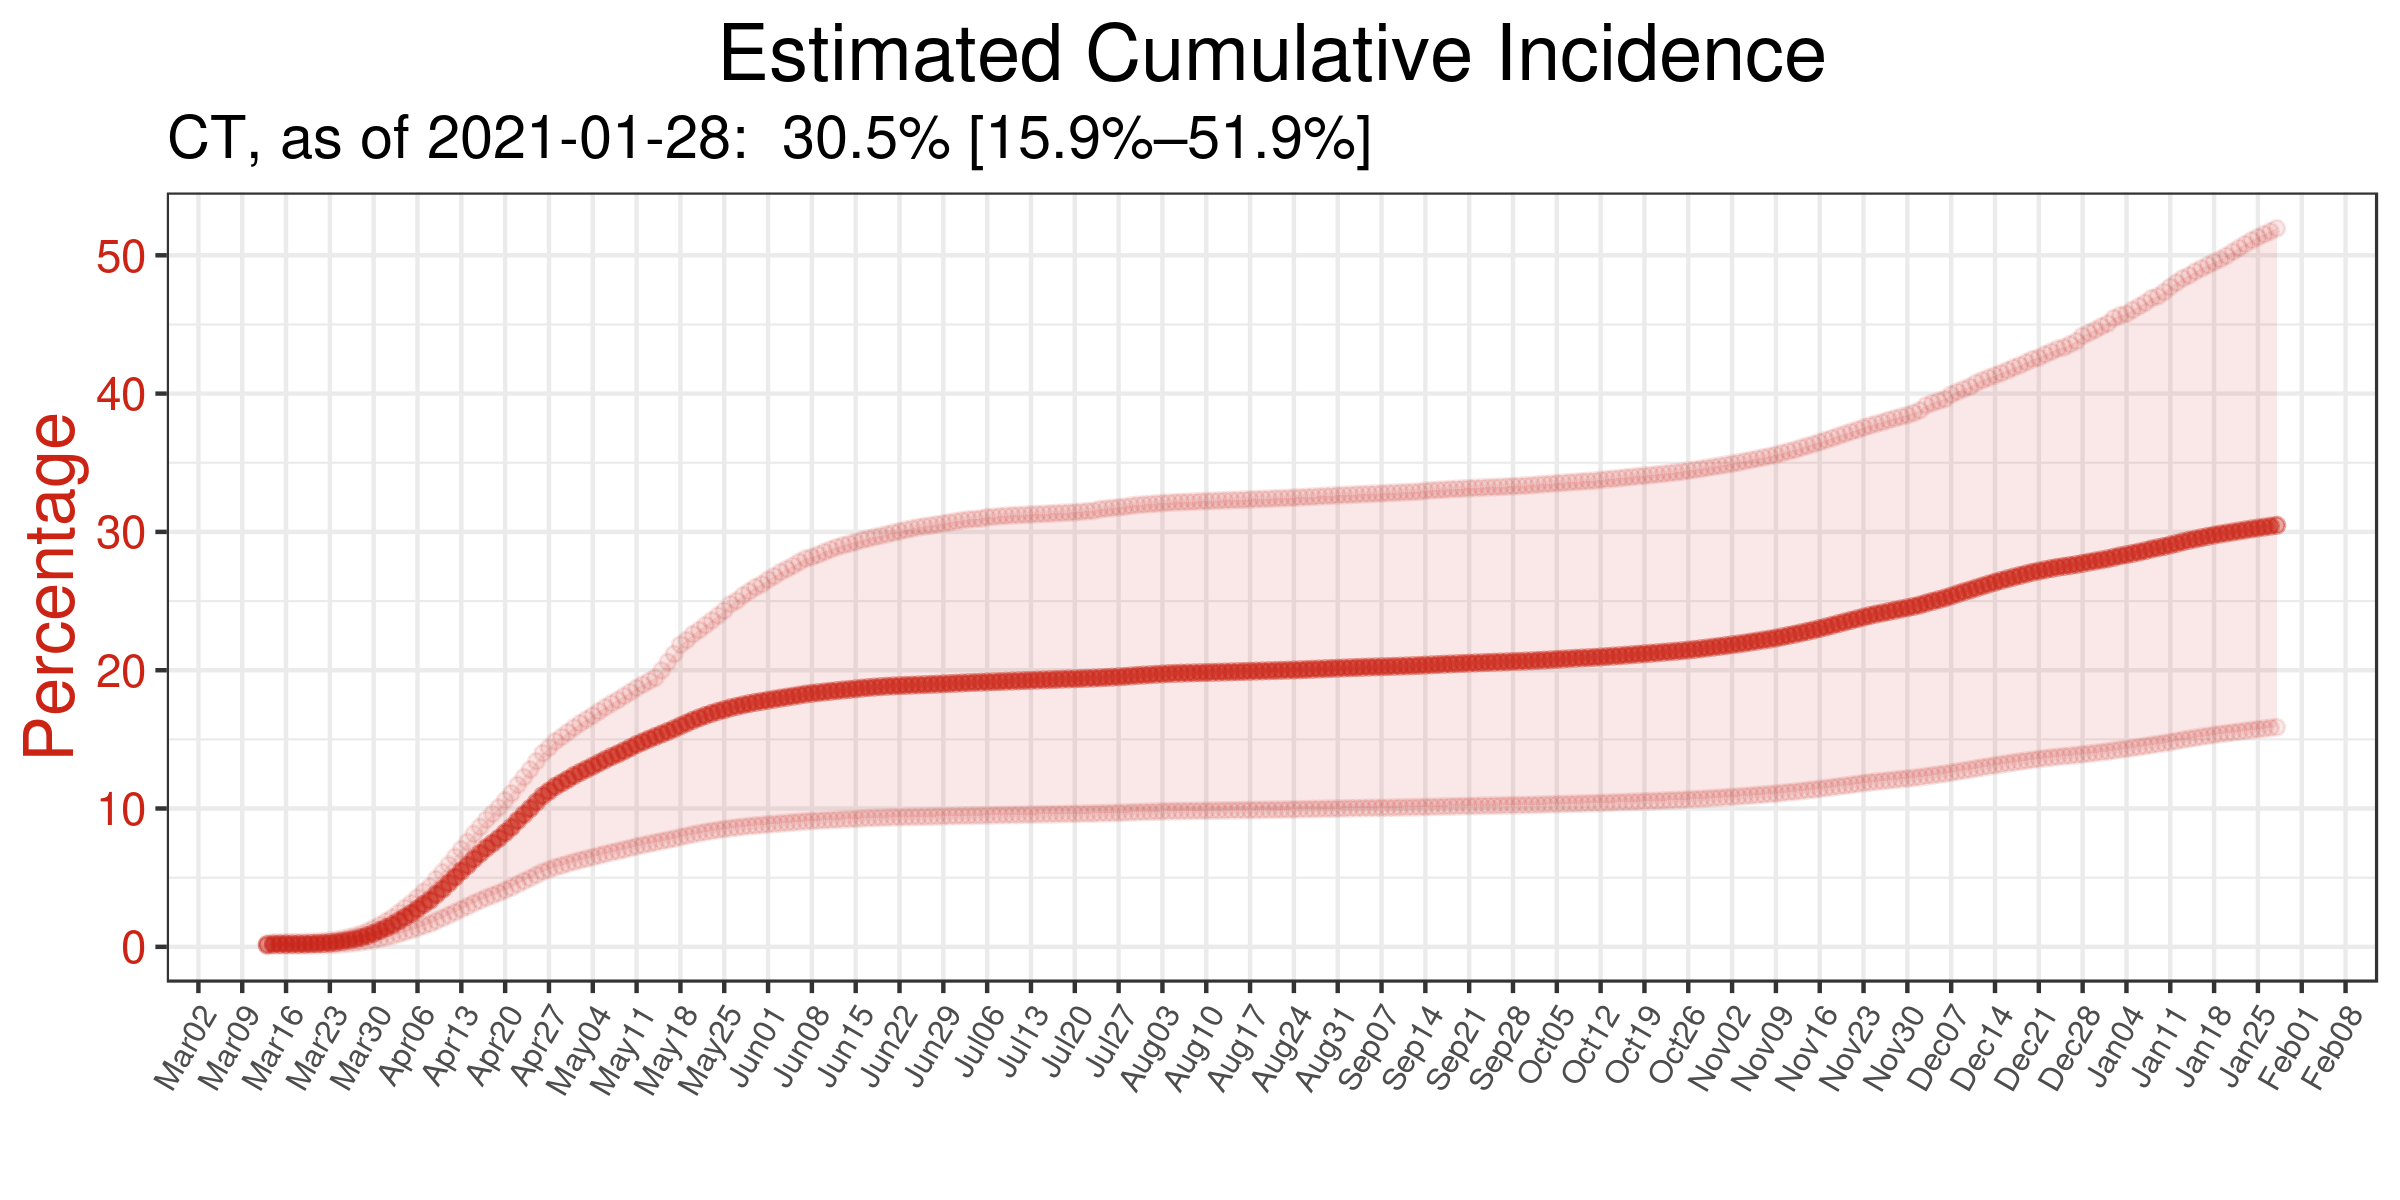 Estimated Cumulative Incidence
CT, as of 2021-01-28:  30.5% [15.9%–51.9%]
Percentage
50
40
30
20
10
0
Mar02
Mar09
Mar16
Mar23
Mar30
Apr06
Apr13
Apr20
Apr27
May04
May11
May18
May25
Jun01
Jun08
Jun15
Jun22
Jun29
Jul06
Jul13
Jul20
Jul27
Aug03
Aug10
Aug17
Aug24
Aug31
Sep07
Sep14
Sep21
Sep28
Oct05
Oct12
Oct19
Oct26
Nov02
Nov09
Nov16
Nov23
Nov30
Dec07
Dec14
Dec21
Dec28
Jan04
Jan11
Jan18
Jan25
Feb01
Feb08